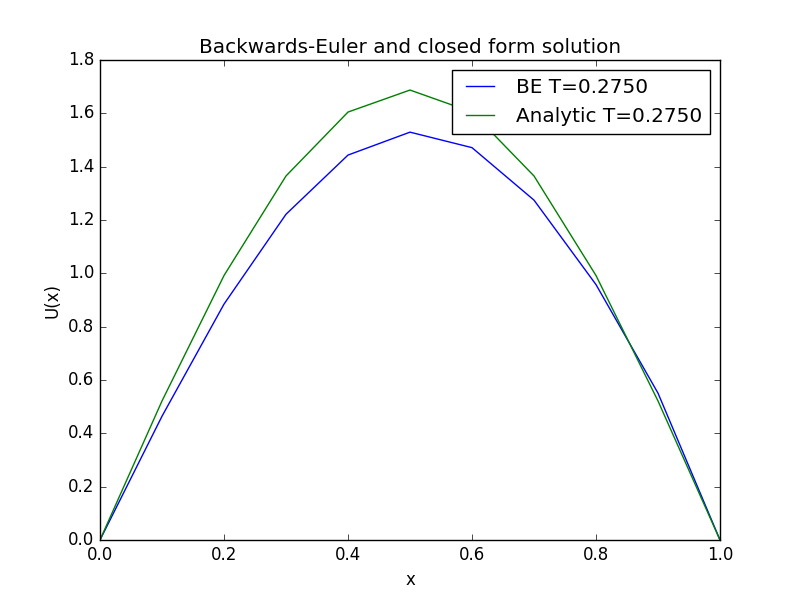 Backwards-Euler and closed form solution
BE T=0.2750
Analytic T=0.2750
U(x)
1.8
1.6
1.4
1.2
1.0
0.8
0.6
0.4
0.2
0.0
0.0 0.2 0.4 0.6 0.8 1.0
x